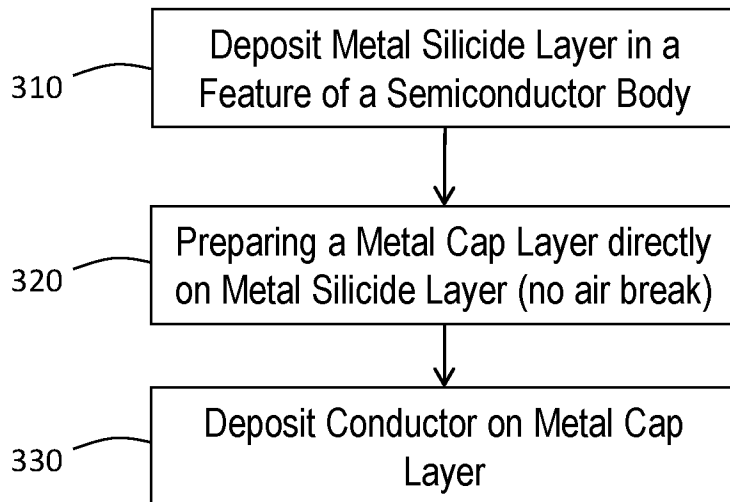 310
Deposit Metal Silicide Layer in a
Feature of a Semiconductor Body
320
Preparing a Metal Cap Layer directly
on Metal Silicide Layer (no air break)
330
Deposit Conductor on Metal Cap
Layer